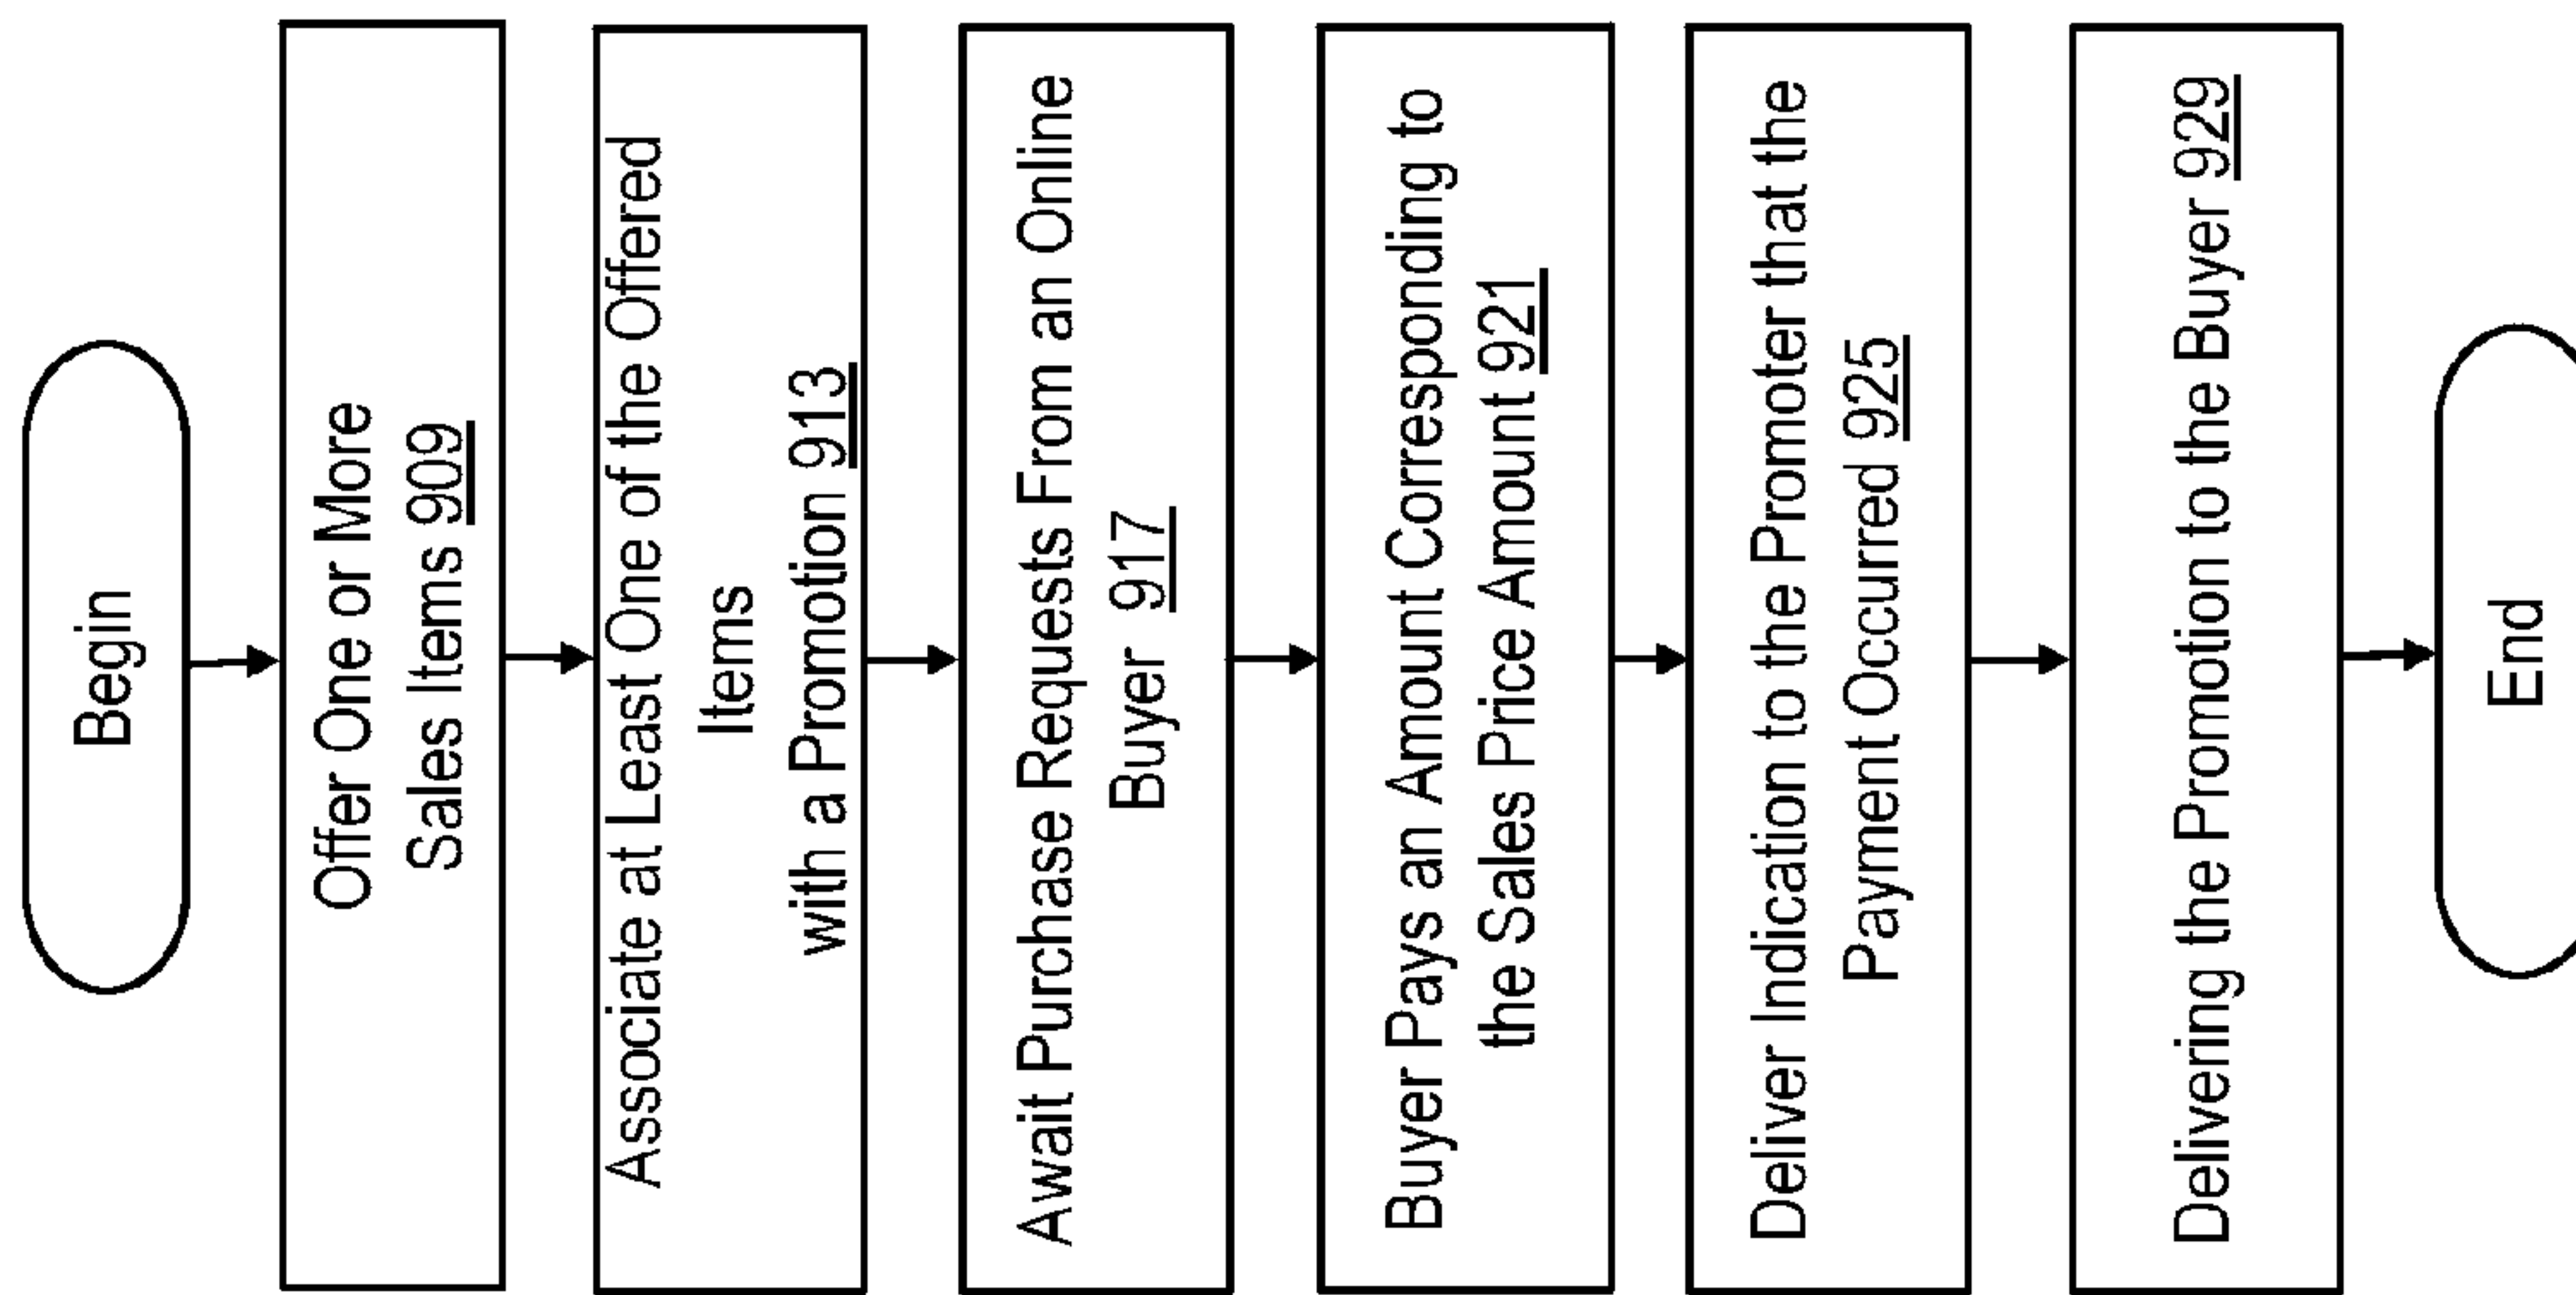 Begin
Offer One or More
Sales Items 909
Associate at Least One of the Offered
Items
with a Promotion 913
Await Purchase Requests From an Online
Buyer 917
Buyer Pays an Amount Corresponding to
the Sales Price Amount 921
Deliver Indication to the Promoter that the
Payment Occurred 925
Delivering the Promotion to the Buyer 929
End